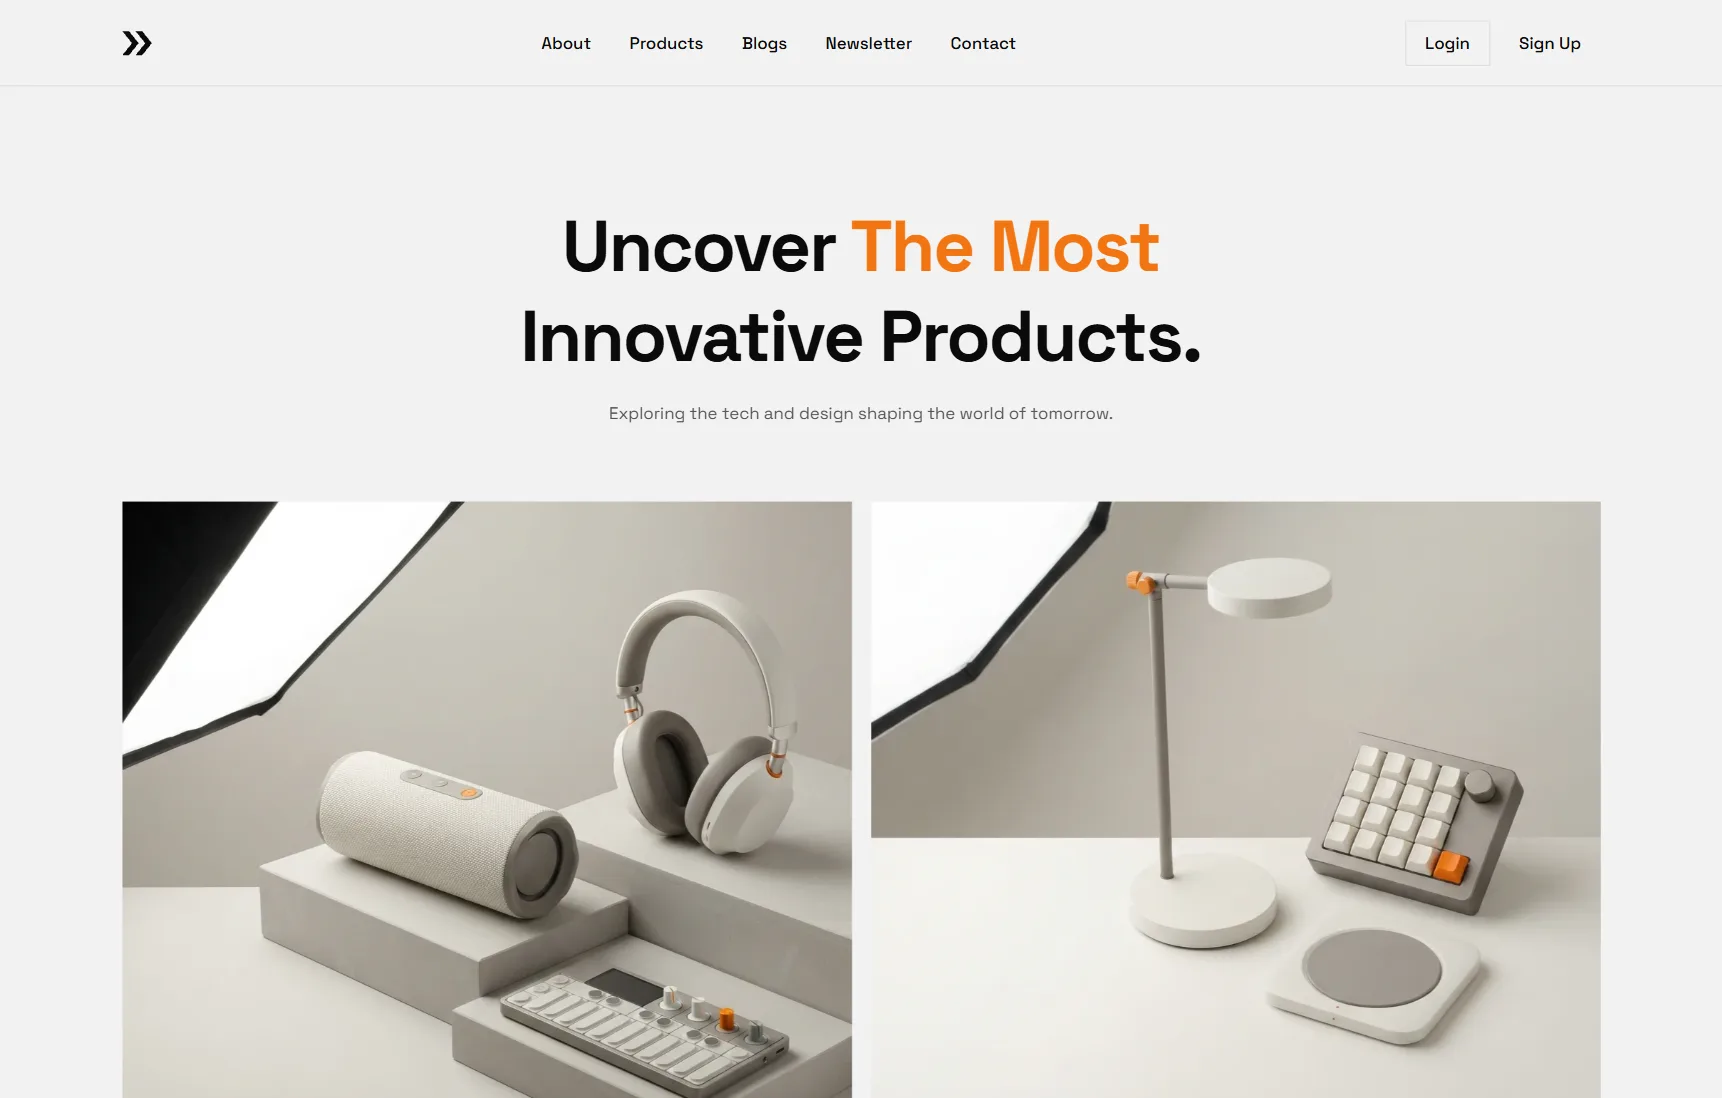 About Products Blogs Newsletter Contact Login Sign Up
Uncover The Most
Innovative Products.
Exploring the tech and design shaping the world of tomorrow.